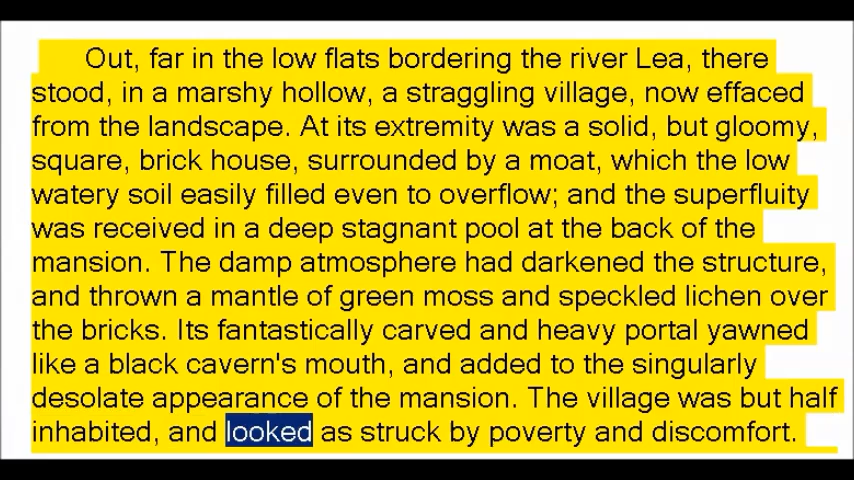 Out, far in the low flats bordering the river Lea, there
stood, in a marshy hollow, a straggling village, now effaced
from the landscape. At its extremity was a solid, but gloomy,
square, brick house, surrounded by a moat, which the low
watery soil easily filled even to overflow; and the superfluity
was received in a deep stagnant pool at the back of the
mansion. The damp atmosphere had darkened the structure,
and thrown a mantle of green moss and speckled lichen over
the bricks. Its fantastically carved and heavy portal yawned
like a black cavern's mouth, and added to the singularly
desolate appearance of the mansion. The village was but half
inhabited, and looked as struck by poverty and discomfort.